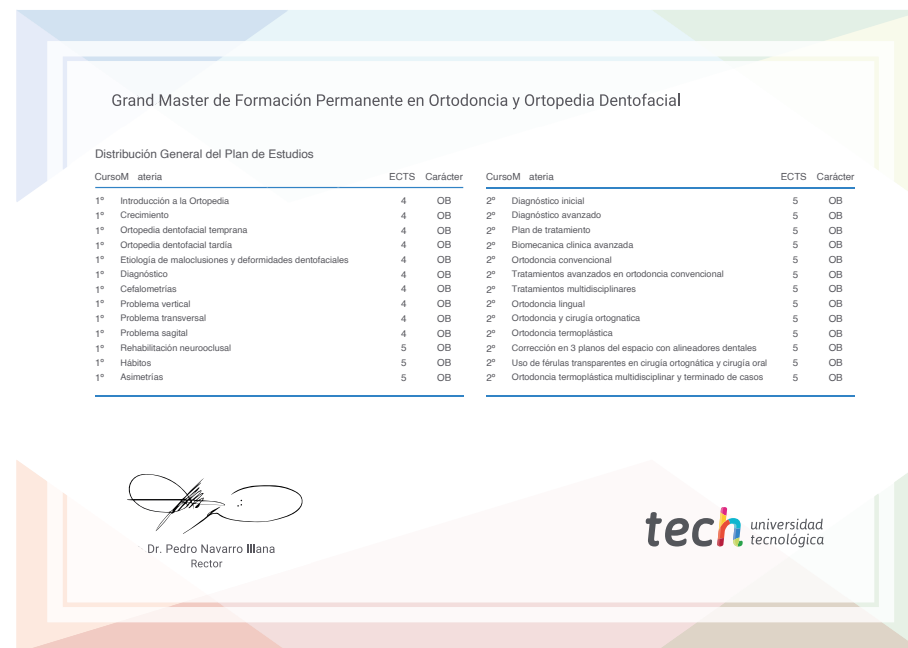 Grand Master de Formación Permanente en Ortodoncia y Ortopedia Dentofacial
Distribución General del Plan de Estudios
CursoM ateria ECTS Carácter
1º Introducción a la Ortopedia 4 OB
1º Crecimiento 4 OB
1º Ortopedia dentofacial temprana 4 OB
1º Ortopedia dentofacial tardía 4 OB
1º Etiología de maloclusiones y deformidades dentofaciales 4 OB
1º Diagnóstico 4 OB
1º Cefalometrías 4 OB
1º Problema vertical 4 OB
1º Problema transversal 4 OB
1º Problema sagital 4 OB
1º Rehabilitación neurooclusal 5 OB
1º Hábitos 5 OB
1º Asimetrías 5 OB
CursoM ateria ECTS Carácter
2º Diagnóstico inicial 5 OB
2º Diagnóstico avanzado 5 OB
2º Plan de tratamiento 5 OB
2º Biomecanica clinica avanzada 5 OB
2º Ortodoncia convencional 5 OB
2º Tratamientos avanzados en ortodoncia convencional 5 OB
2º Tratamientos multidisciplinares 5 OB
2º Ortodoncia lingual 5 OB
2º Ortodoncia y cirugía ortognatica 5 OB
2º Ortodoncia termoplástica 5 OB
2º Corrección en 3 planos del espacio con alineadores dentales 5 OB
2º Uso de férulas transparentes en cirugía ortognática y cirugía oral 5 OB
2º Ortodoncia termoplástica multidisciplinar y terminado de casos 5 OB
Dr. Pedro Navarro Illana
Rector
tech universidad
tecnológica